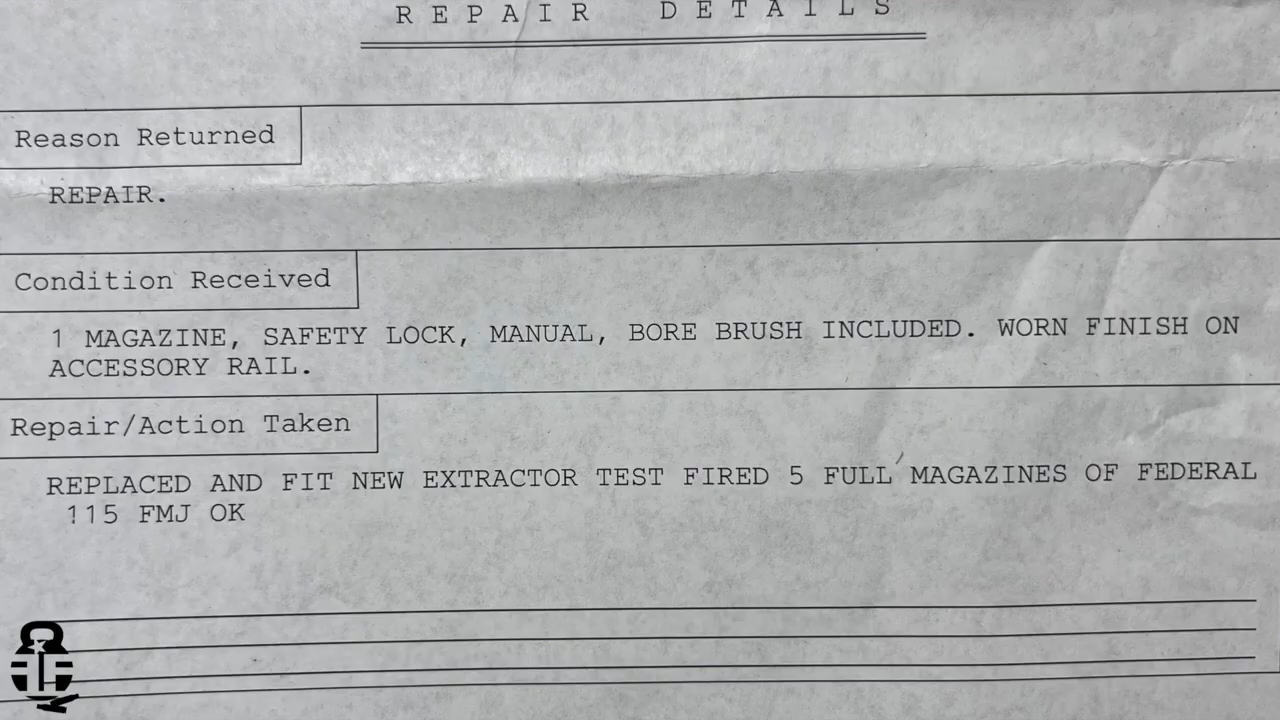 REPAIR DETAILS
Reason Returned
REPAIR.
Condition Received
1 MAGAZINE, SAFETY LOCK, MANUAL, BORE BRUSH INCLUDED. WORN FINISH ON
ACCESSORY RAIL.
Repair/Action Taken
REPLACED AND FIT NEW EXTRACTOR TEST FIRED 5 FULL MAGAZINES OF FEDERAL
115 FMJ OK